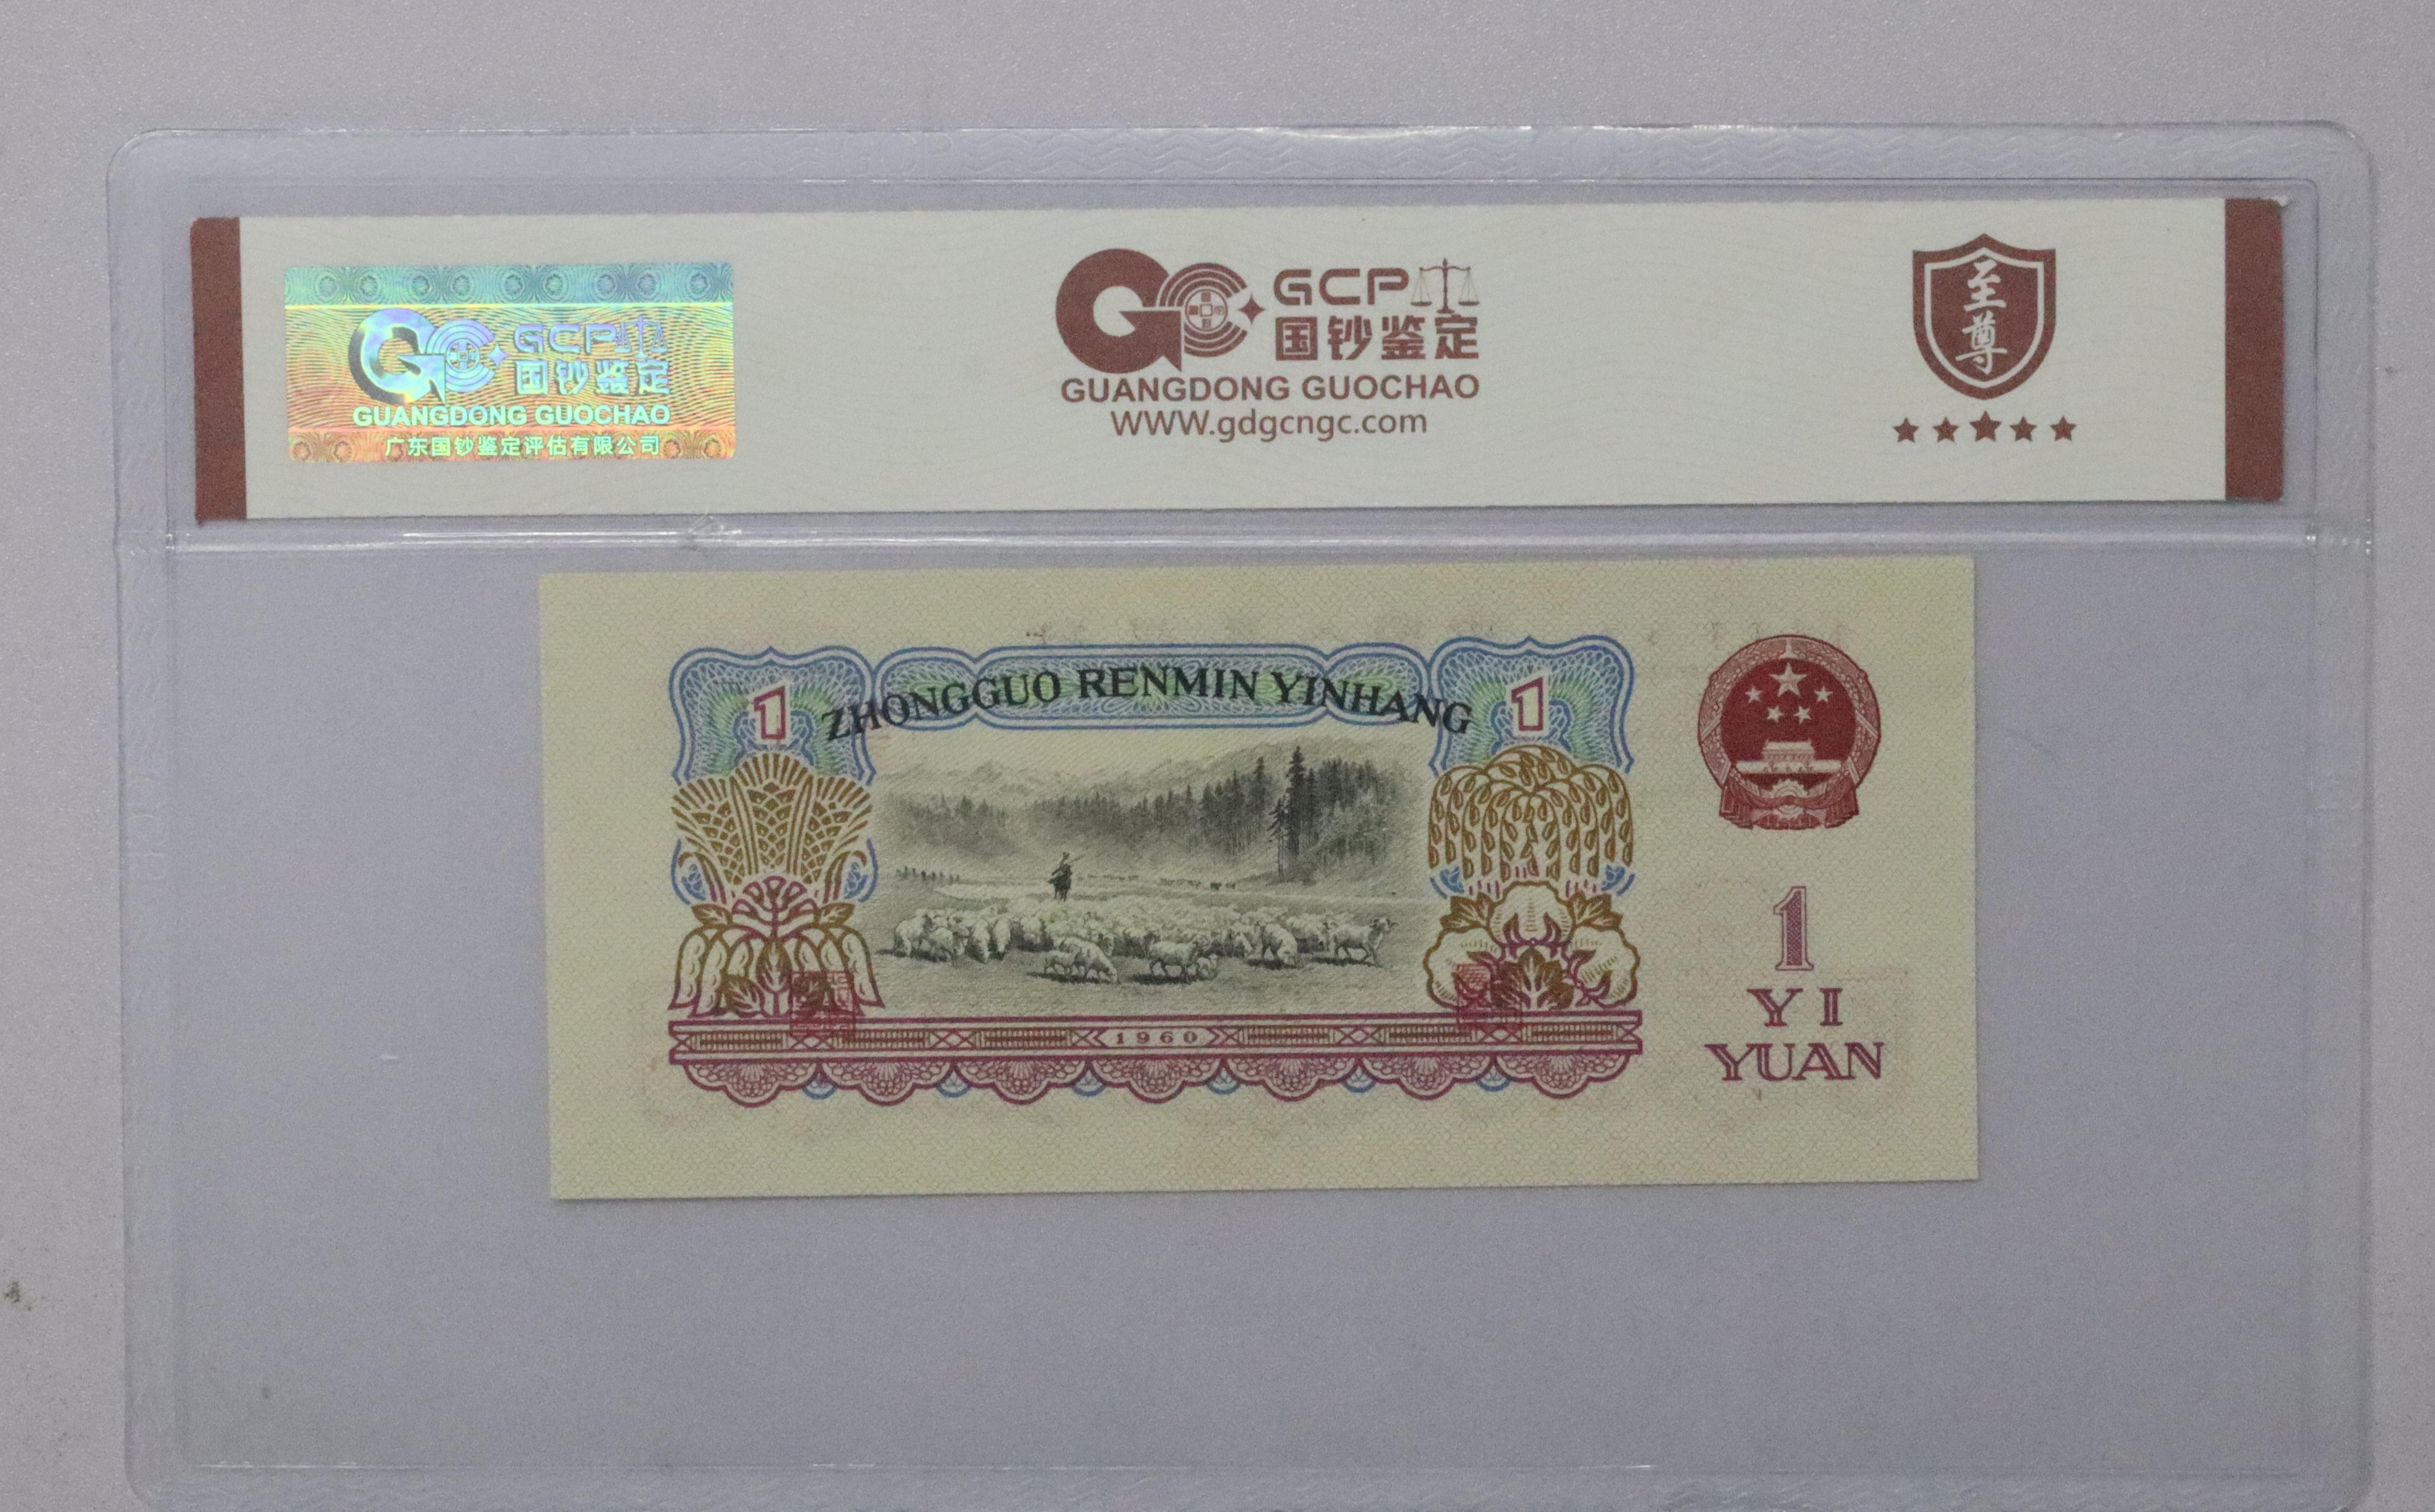 GCP
国钞鉴定
GUANGDONG GUOCHAO
广东国钞鉴定评估有限公司
GCP
国钞鉴定
GUANGDONG GUOCHAO
WWW.gdgcngc.com
至尊
1
ZHONGGUO RENMIN YINHANG
1
1960
1
YI
YUAN